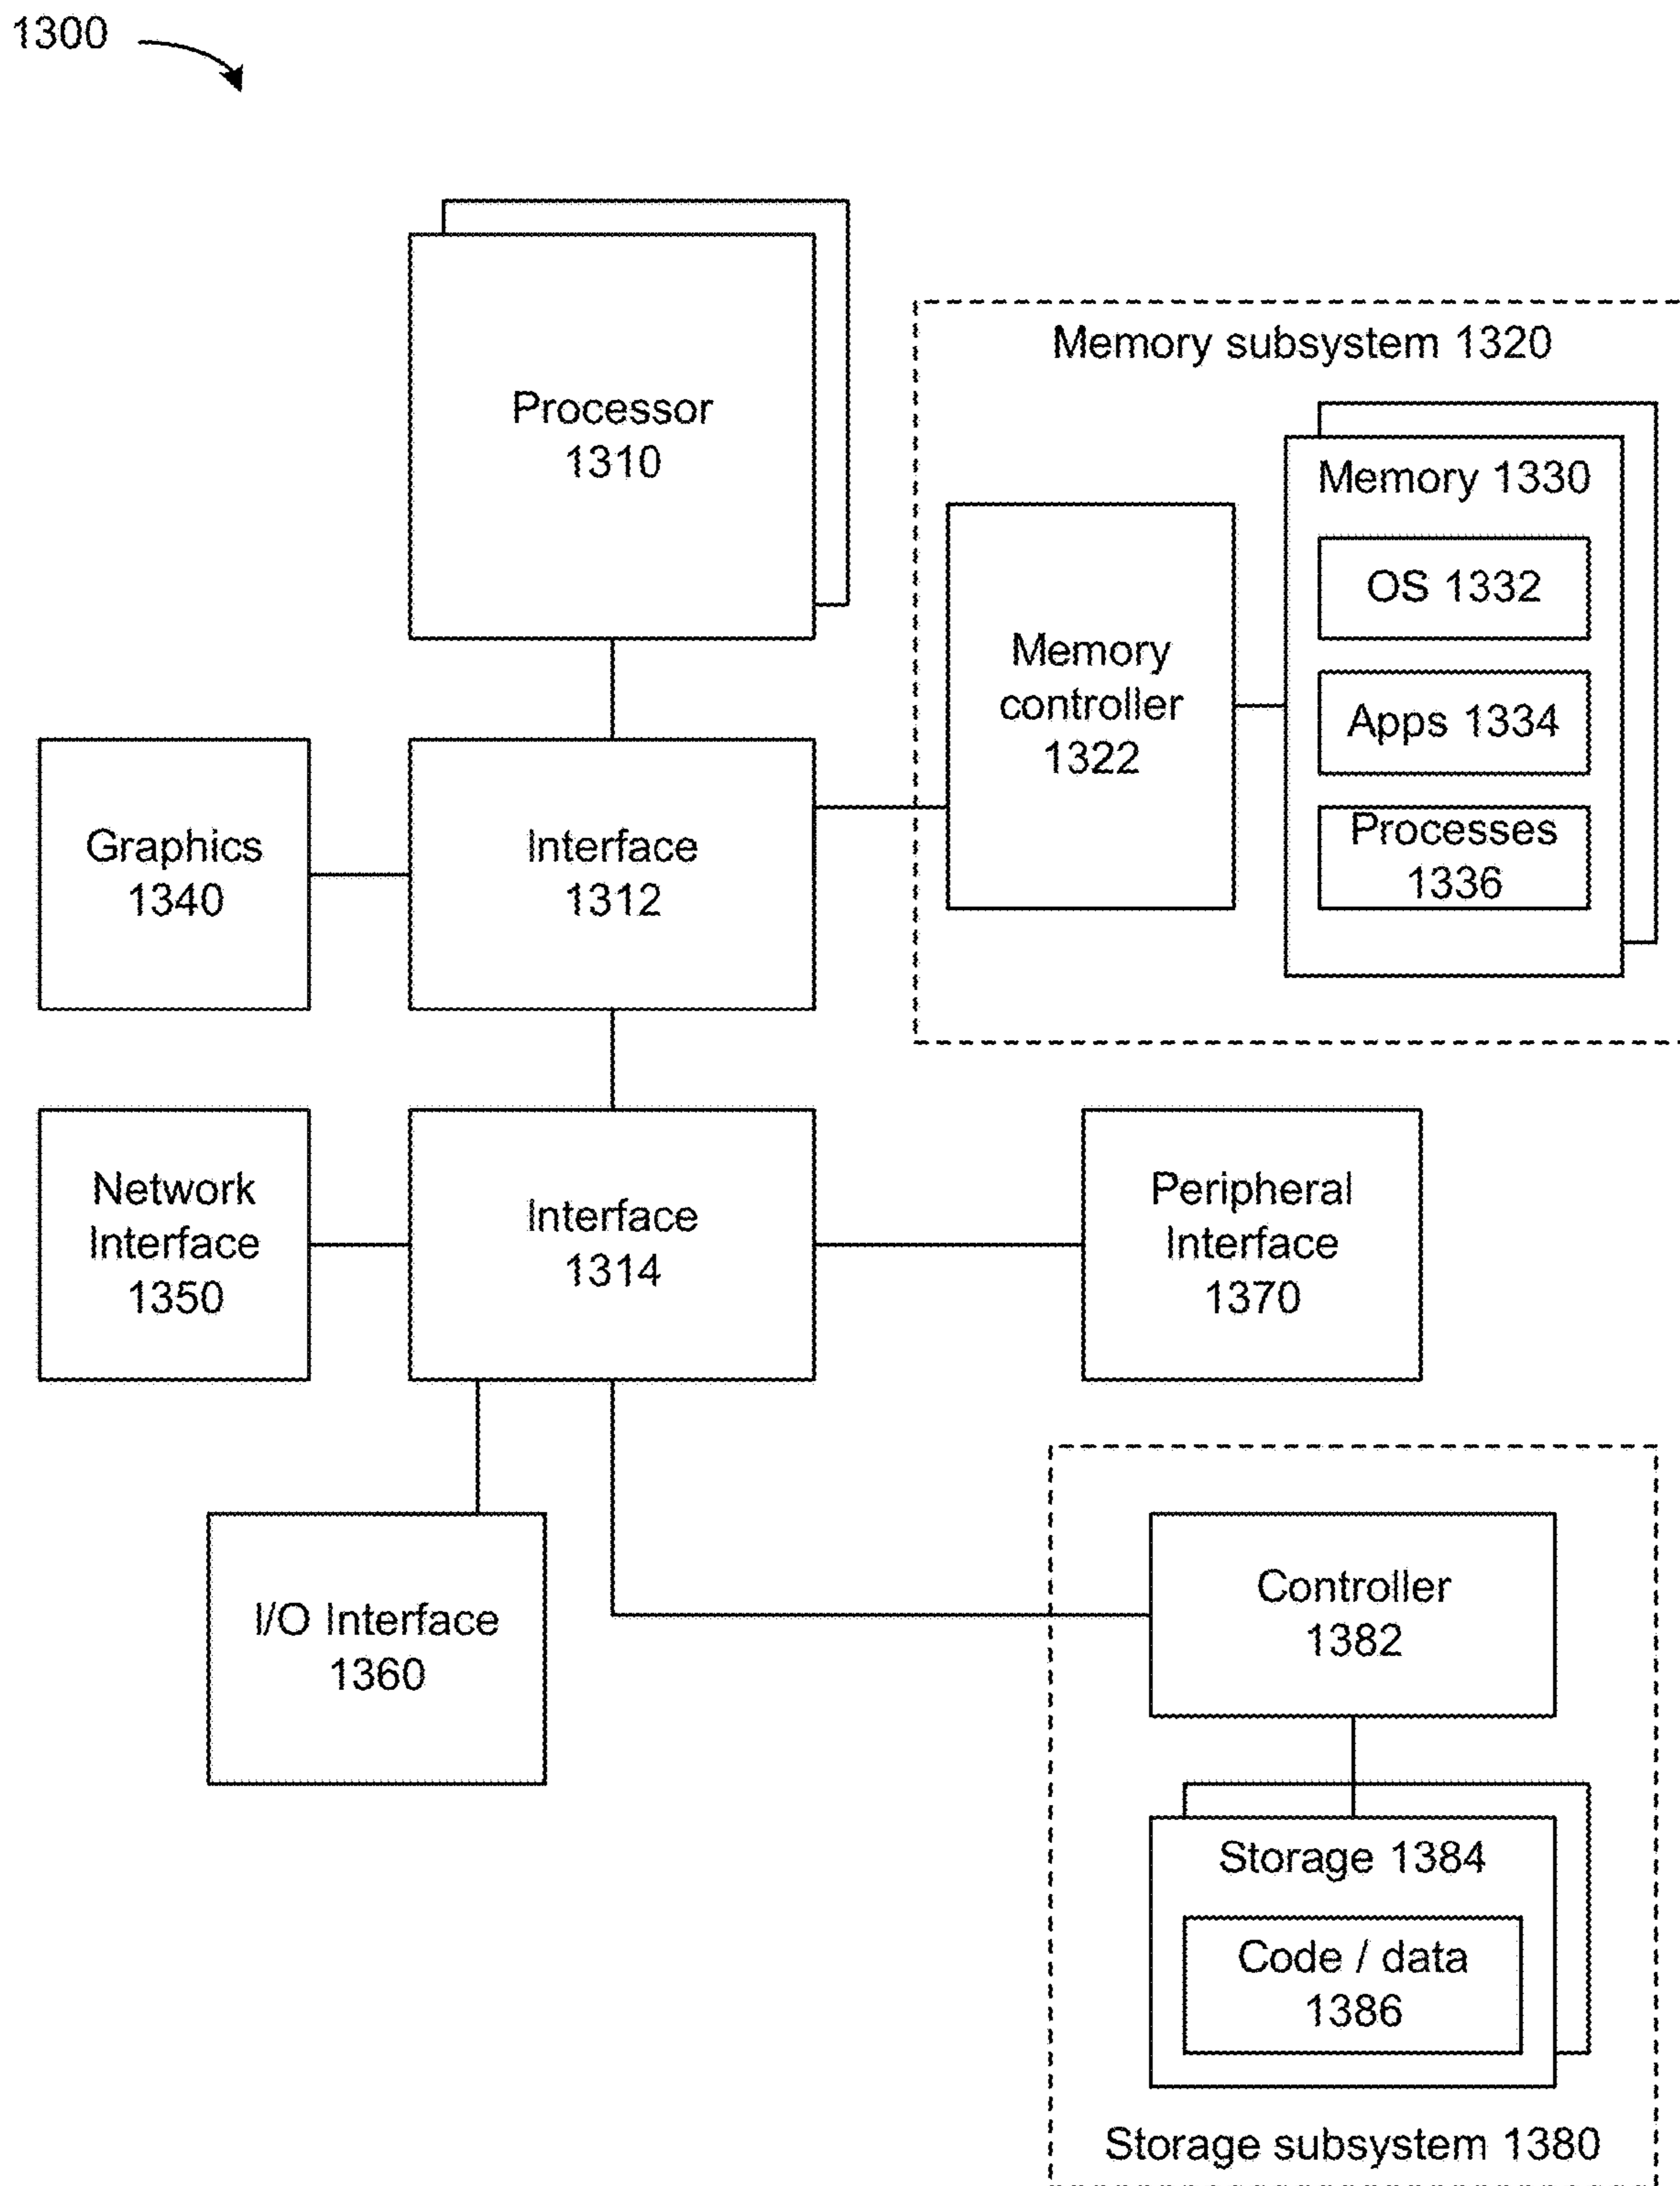 1300
Processor
1310
Memory subsystem 1320
Memory 1330
OS 1332
Apps 1334
Processes
1336
Memory
controller
1322
Graphics
1340
Interface
1312
Network
Interface
1350
Interface
1314
Peripheral
Interface
1370
I/O Interface
1360
Controller
1382
Storage 1384
Code / data
1386
Storage subsystem 1380